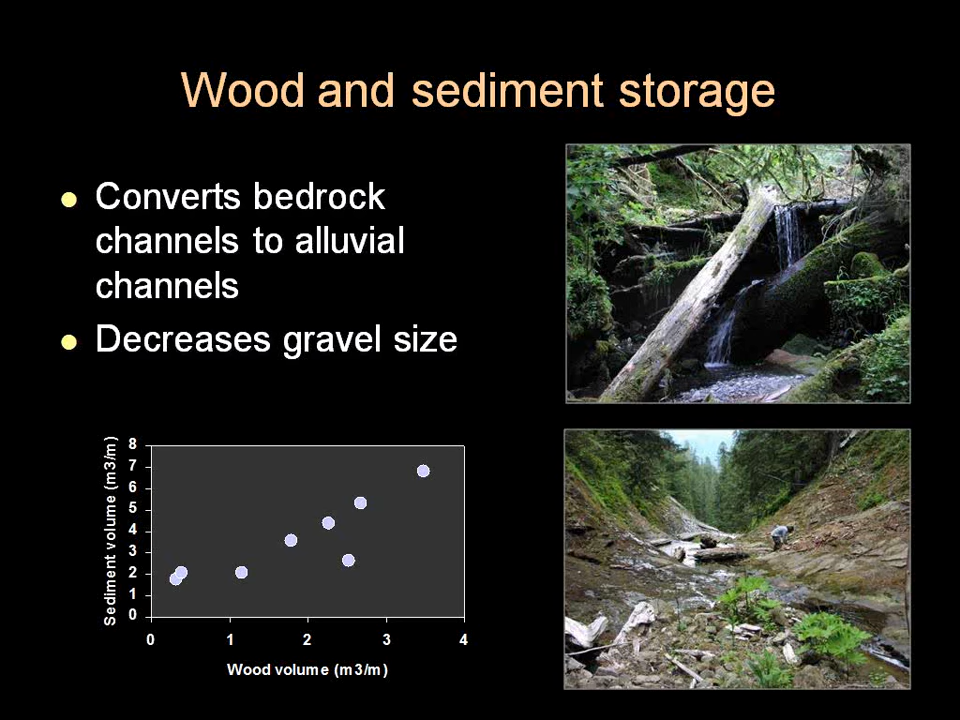 Wood and sediment storage
Converts bedrock
channels to alluvial
channels
Decreases gravel size
Sediment volume (m3/m)
8
7
6
5
4
3
2
1
0
0 1 2 3 4
Wood volume (m3/m)